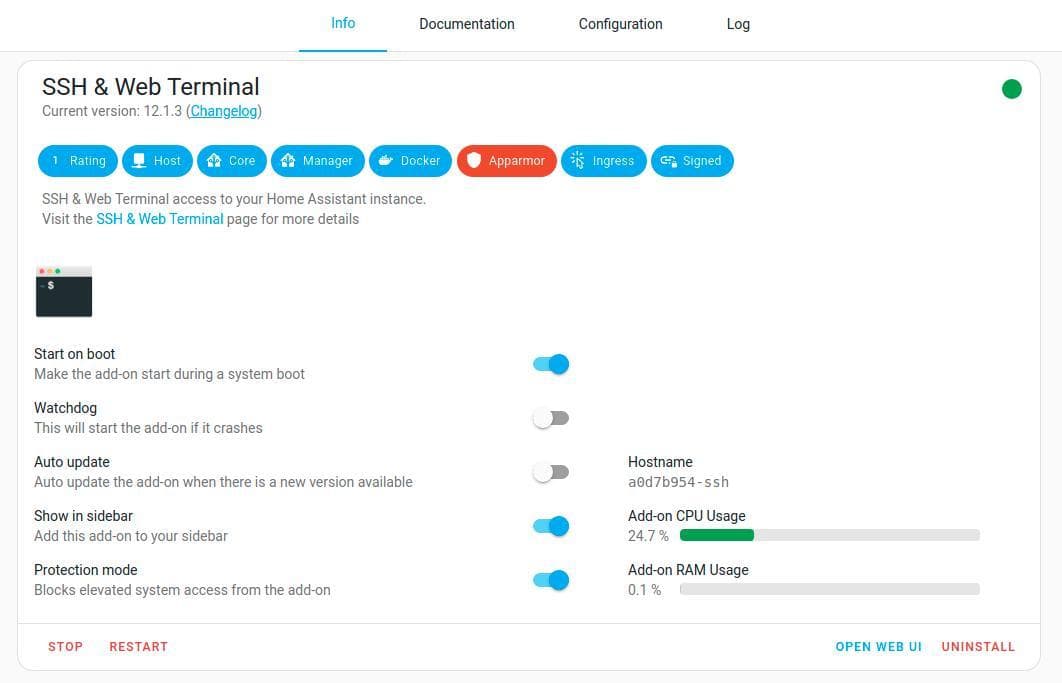 Info Documentation Configuration Log
SSH & Web Terminal
Current version: 12.1.3 (Changelog)
1 Rating Host Core Manager Docker Apparmor Ingress Signed
SSH & Web Terminal access to your Home Assistant instance.
Visit the SSH & Web Terminal page for more details
$
Start on boot
Make the add-on start during a system boot
Watchdog
This will start the add-on if it crashes
Auto update
Auto update the add-on when there is a new version available
Hostname
a0d7b954-ssh
Show in sidebar
Add this add-on to your sidebar
Add-on CPU Usage
24.7 %
Protection mode
Blocks elevated system access from the add-on
Add-on RAM Usage
0.1 %
STOP RESTART OPEN WEB UI UNINSTALL